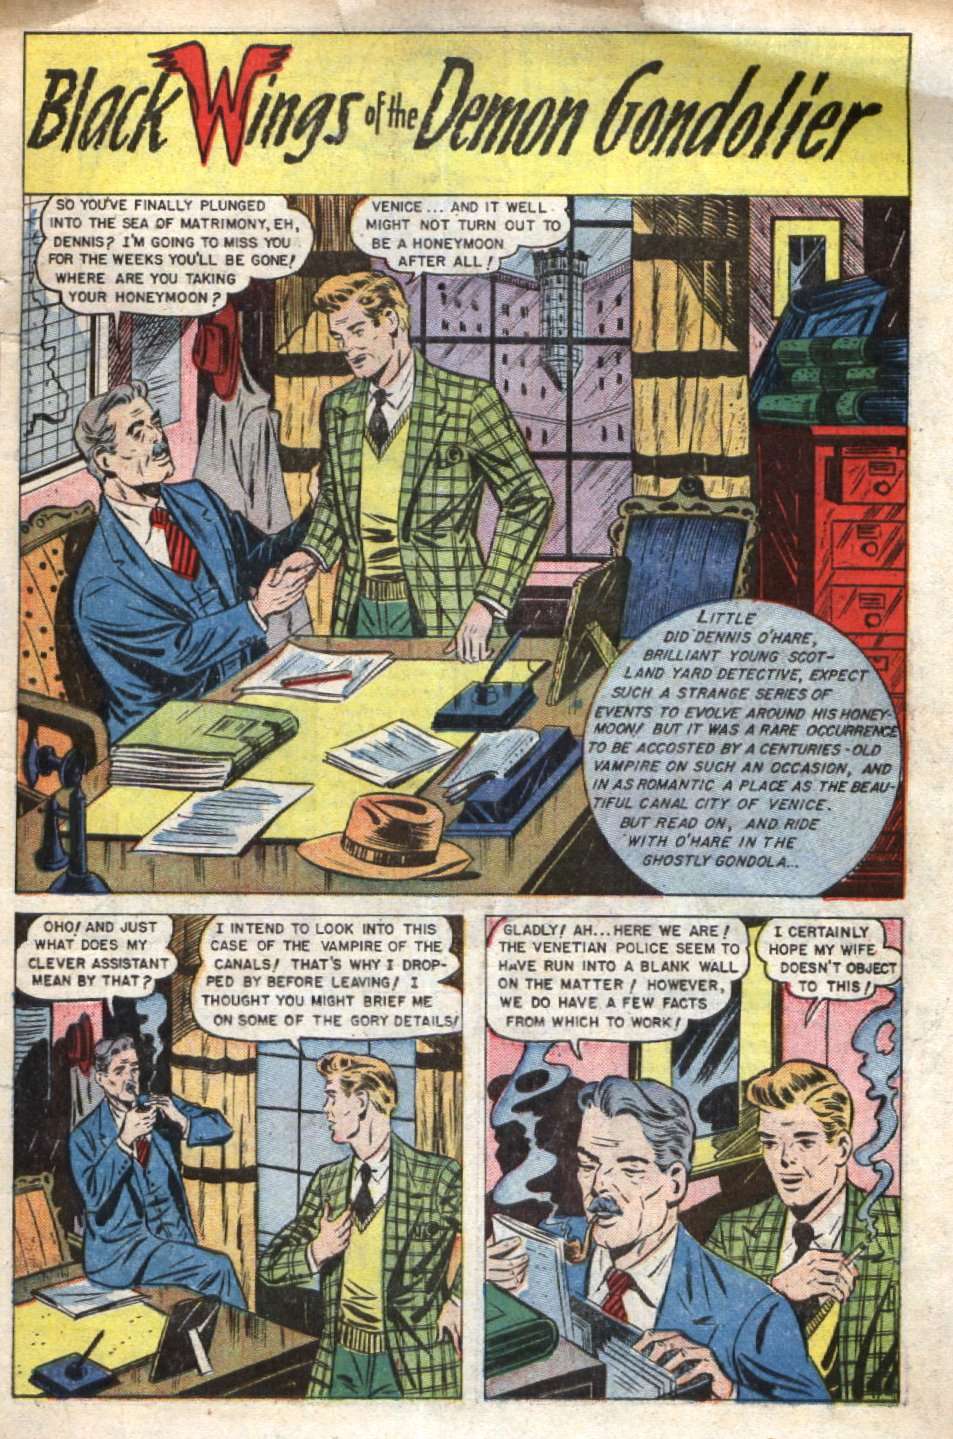 Black Wings of the Demon Gondolier
SO YOU'VE FINALLY PLUNGED
INTO THE SEA OF MATRIMONY, EH,
DENNIS? I'M GOING TO MISS YOU
FOR THE WEEKS YOU'LL BE GONE!
WHERE ARE YOU TAKING
YOUR HONEYMOON?
VENICE... AND IT WELL
MIGHT NOT TURN OUT TO
BE A HONEYMOON
AFTER ALL!
LITTLE
DID DENNIS O'HARE,
BRILLIANT YOUNG SCOT-
LAND YARD DETECTIVE, EXPECT
SUCH A STRANGE SERIES OF
EVENTS TO EVOLVE AROUND HIS HONEY-
MOON! BUT IT WAS A RARE OCCURRENCE
TO BE ACCOSTED BY A CENTURIES-OLD
VAMPIRE ON SUCH AN OCCASION, AND
IN AS ROMANTIC A PLACE AS THE BEAU-
TIFUL CANAL CITY OF VENICE.
BUT READ ON, AND RIDE
WITH O'HARE IN THE
GHOSTLY GONDOLA...
OHO! AND JUST
WHAT DOES MY
CLEVER ASSISTANT
MEAN BY THAT?
I INTEND TO LOOK INTO THIS
CASE OF THE VAMPIRE OF THE
CANALS! THAT'S WHY I DROP-
PED BY BEFORE LEAVING! I
THOUGHT YOU MIGHT BRIEF ME
ON SOME OF THE GORY DETAILS!
GLADLY! AH...HERE WE ARE!
THE VENETIAN POLICE SEEM TO
HAVE RUN INTO A BLANK WALL
ON THE MATTER! HOWEVER,
WE DO HAVE A FEW FACTS
FROM WHICH TO WORK!
I CERTAINLY
HOPE MY WIFE
DOESN'T OBJECT
TO THIS!